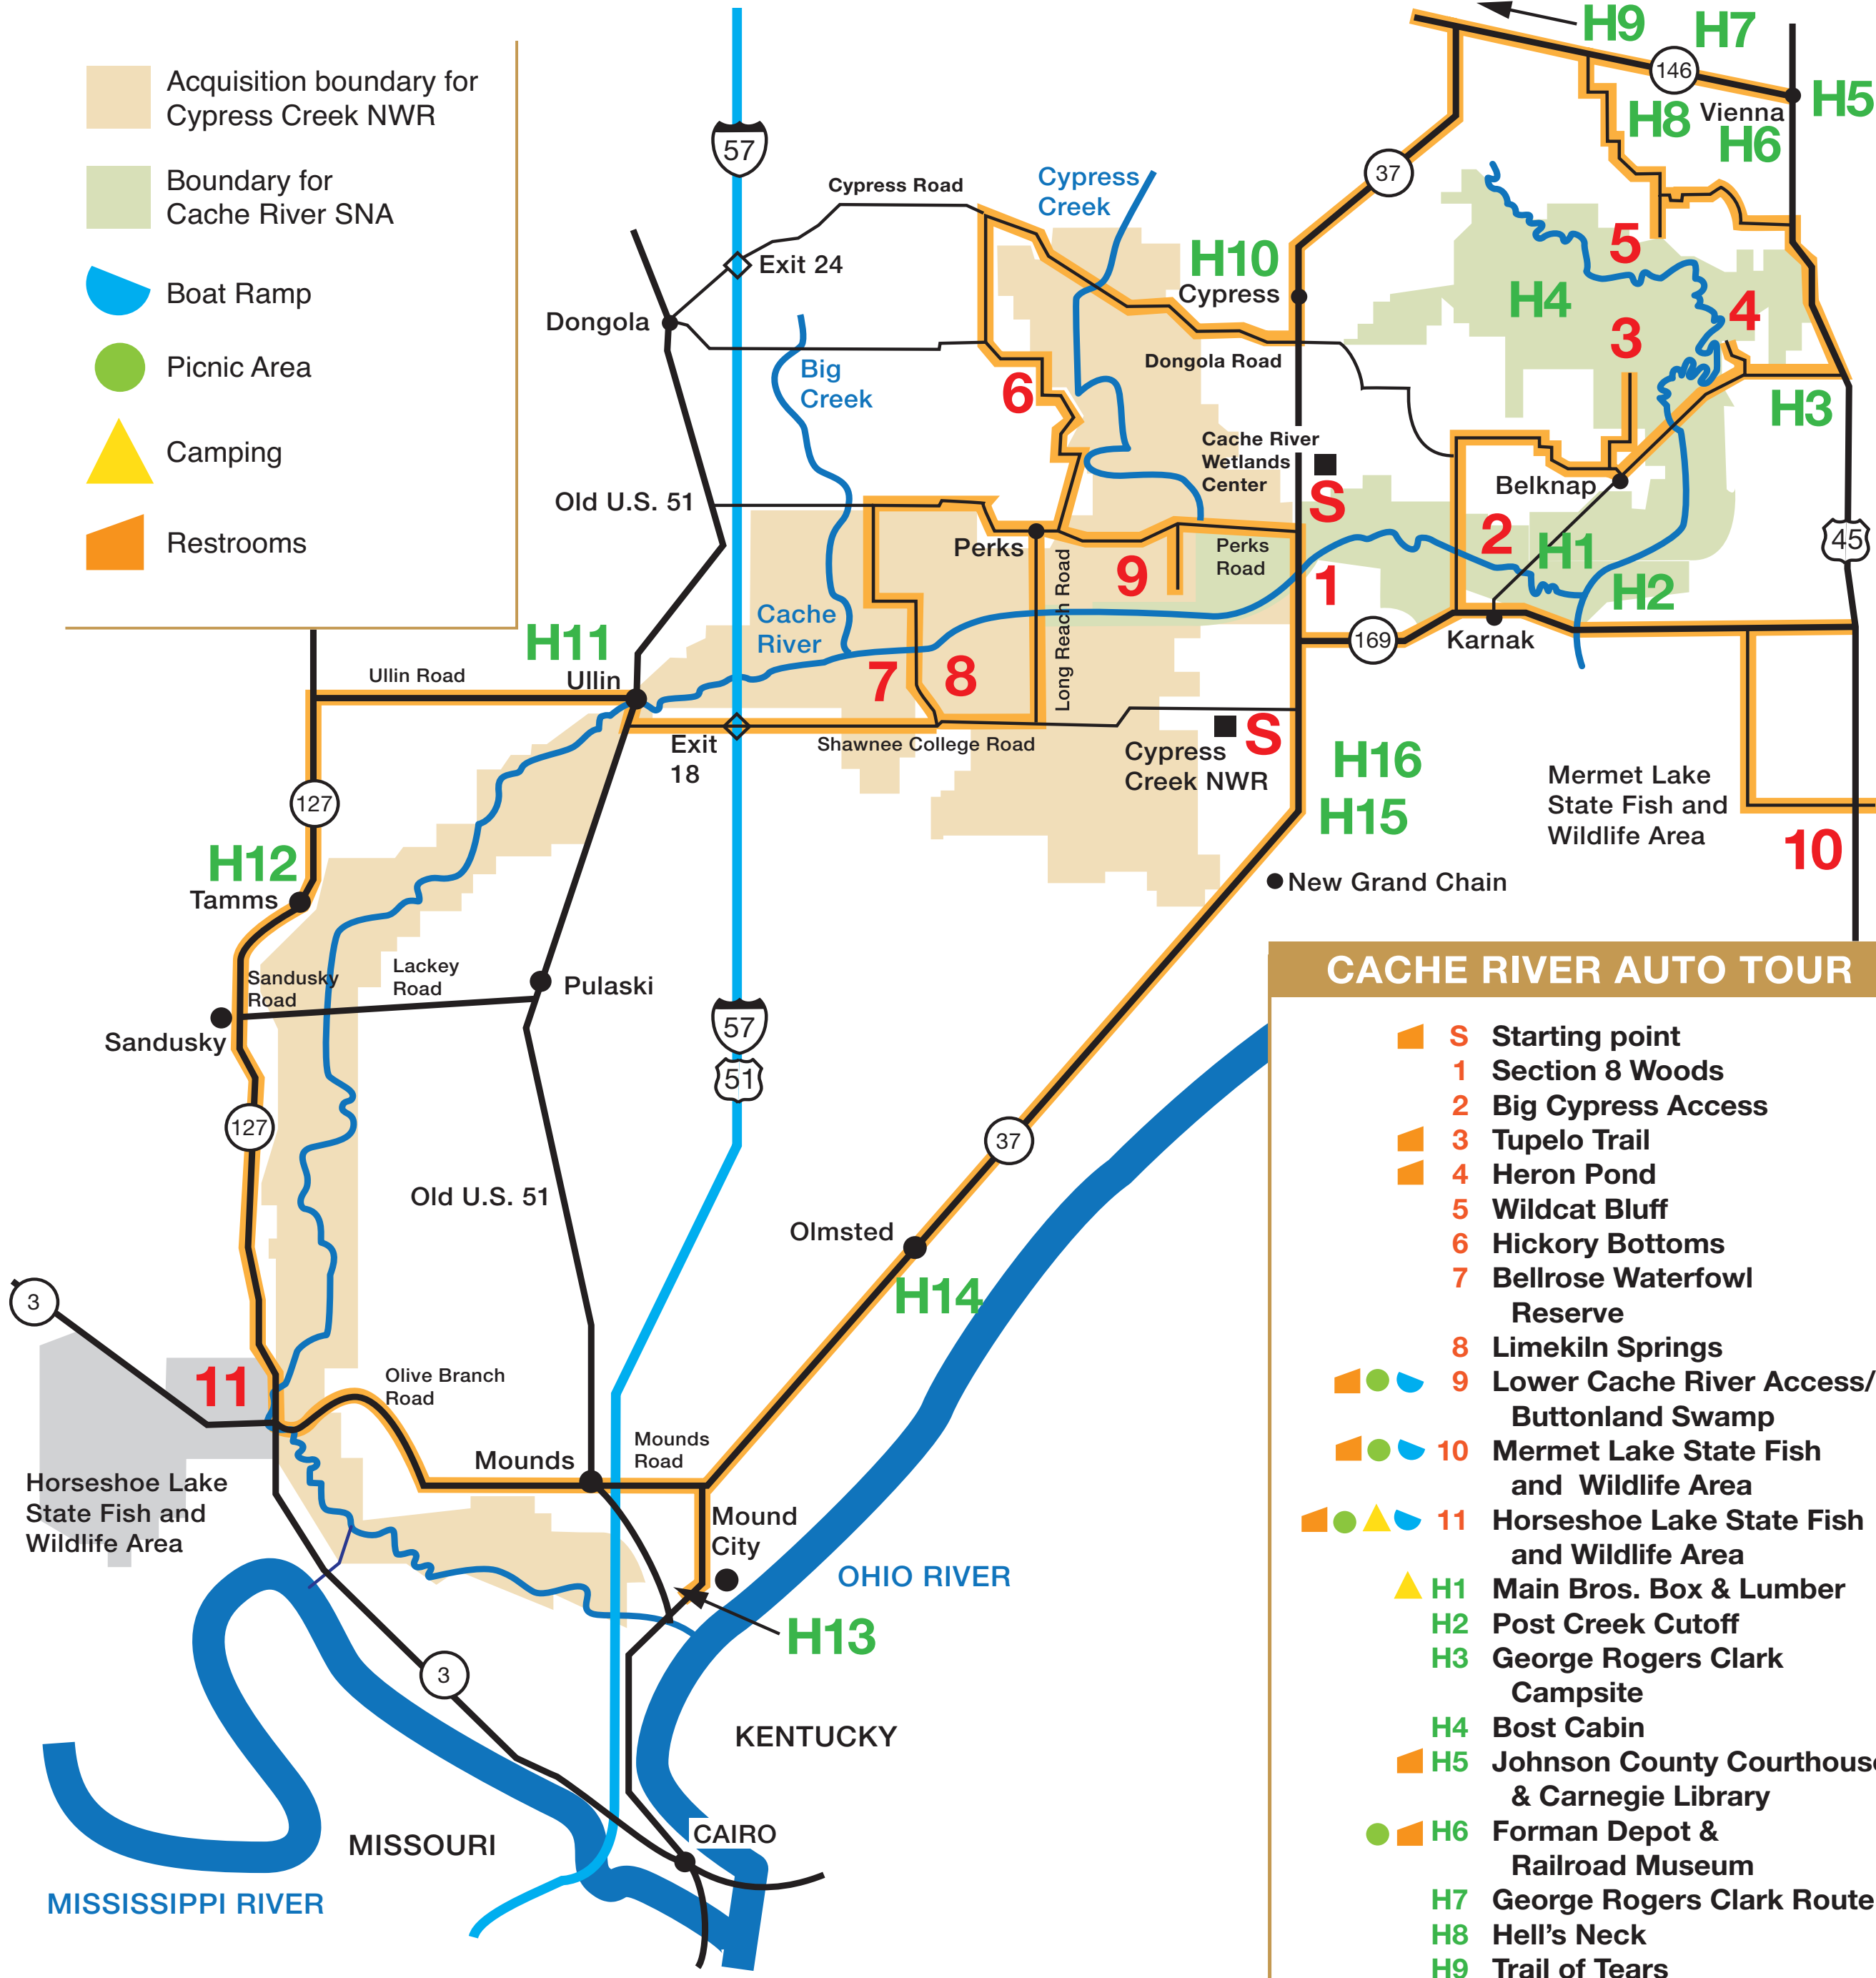 Acquisition boundary for
Cypress Creek NWR
Boundary for
Cache River SNA
Boat Ramp
Picnic Area
Camping
Restrooms
H9
H7
146
H5
Vienna
H8
H6
57
37
Cypress Road
Cypress
Creek
Exit 24
H10
Cypress
5
H4
4
3
Dongola
Dongola Road
Big
Creek
6
H3
Cache River
Wetlands
Center
S
Old U.S. 51
Belknap
2
H1
45
Perks
Perks
Road
9
1
H2
Long Reach Road
Cache
River
169
Karnak
H11
Ullin
Ullin Road
7
8
Exit
18
Shawnee College Road
S
Cypress
Creek NWR
H16
H15
Mermet Lake
State Fish and
Wildlife Area
10
127
H12
Tamms
New Grand Chain
Sandusky
Road
Lackey
Road
Pulaski
Sandusky
57
51
127
37
Old U.S. 51
Olmsted
H14
3
11
Olive Branch
Road
Mounds
Mounds
Road
Horseshoe Lake
State Fish and
Wildlife Area
Mound
City
OHIO RIVER
H13
3
KENTUCKY
CAIRO
MISSOURI
MISSISSIPPI RIVER
CACHE RIVER AUTO TOUR
S Starting point
1 Section 8 Woods
2 Big Cypress Access
3 Tupelo Trail
4 Heron Pond
5 Wildcat Bluff
6 Hickory Bottoms
7 Bellrose Waterfowl
Reserve
8 Limekiln Springs
9 Lower Cache River Access/
Buttonland Swamp
10 Mermet Lake State Fish
and Wildlife Area
11 Horseshoe Lake State Fish
and Wildlife Area
H1 Main Bros. Box & Lumber
H2 Post Creek Cutoff
H3 George Rogers Clark
Campsite
H4 Bost Cabin
H5 Johnson County Courthouse
& Carnegie Library
H6 Forman Depot &
Railroad Museum
H7 George Rogers Clark Route
H8 Hell's Neck
H9 Trail of Tears